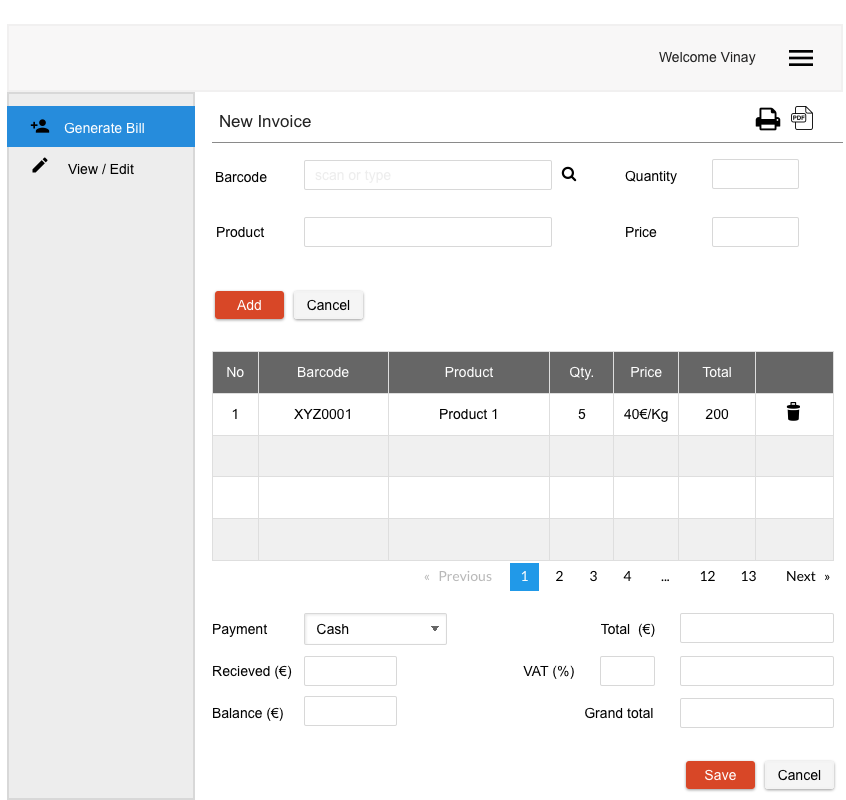 Welcome Vinay
Generate Bill
View / Edit
New Invoice
PDF
Barcode scan or type Quantity
Product Price
Add Cancel
No Barcode Product Qty. Price Total
1 XYZ0001 Product 1 5 40€/Kg 200
« Previous 1 2 3 4 ... 12 13 Next »
Payment Cash Total (€)
Recieved (€) VAT (%)
Balance (€) Grand total
Save Cancel